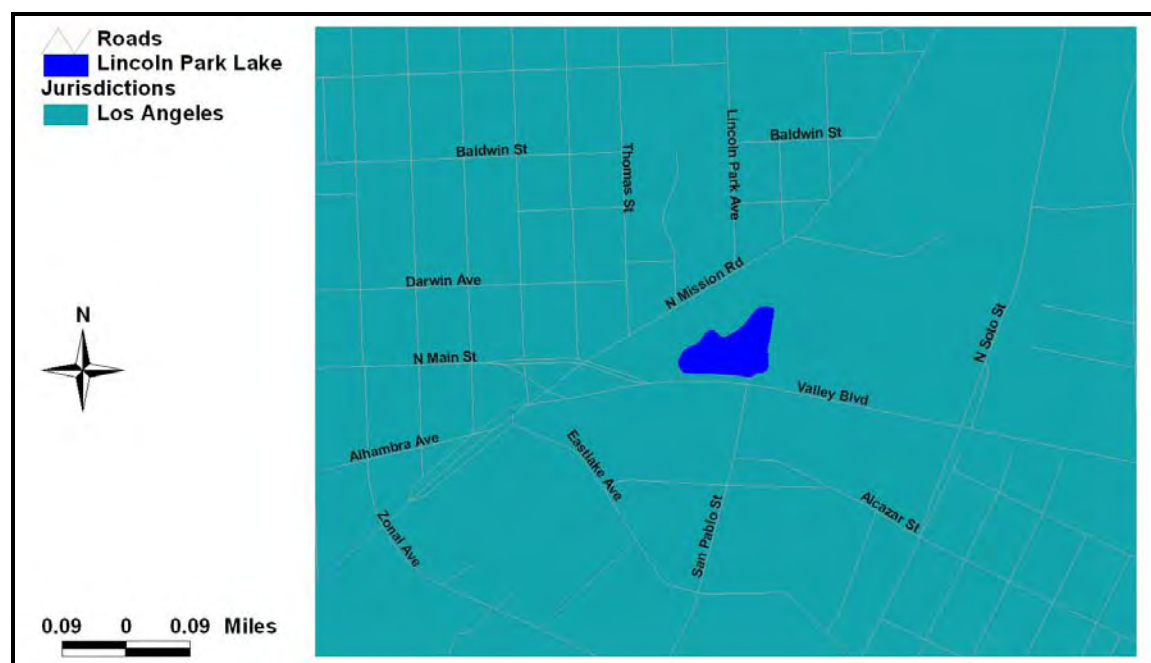 Roads
Lincoln Park Lake
Jurisdictions
Los Angeles
N
0.09 0 0.09 Miles
Baldwin St
Thomas St
Lincoln Park Ave
Baldwin St
Darwin Ave
N Mission Rd
N Main St
N Soto St
Valley Blvd
Alhambra Ave
Eastlake Ave
Zonal Ave
San Pablo St
Alcazar St